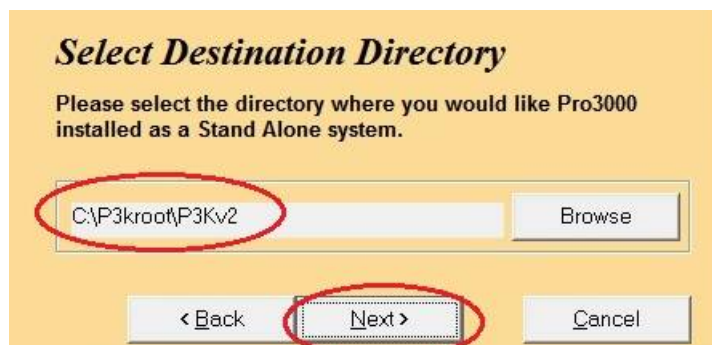 Select Destination Directory
Please select the directory where you would like Pro3000
installed as a Stand Alone system.
C:\P3kroot\P3Kv2
Browse
< Back
Next >
Cancel